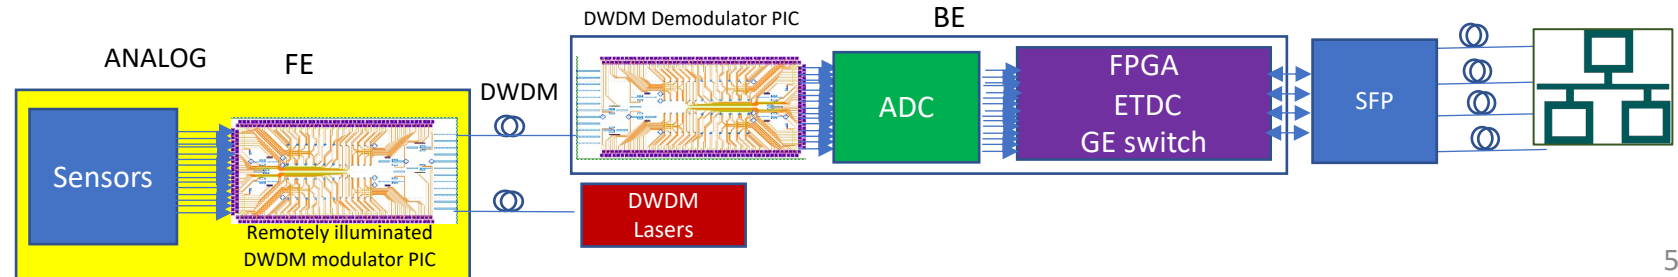 DWDM Demodulator PIC
BE
ANALOG
FE
DWDM
Sensors
Remotely illuminated
DWDM modulator PIC
ADC
FPGA
ETDC
GE switch
SFP
DWDM
Lasers
5